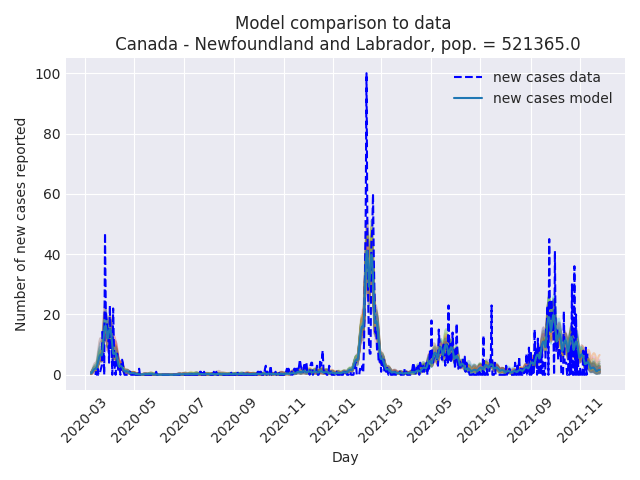 Model comparison to data
Canada - Newfoundland and Labrador, pop. = 521365.0
new cases data
new cases model
Number of new cases reported
100
80
60
40
20
0
2020-03
2020-05
2020-07
2020-09
2020-11
2021-01
2021-03
2021-05
2021-07
2021-09
2021-11
Day